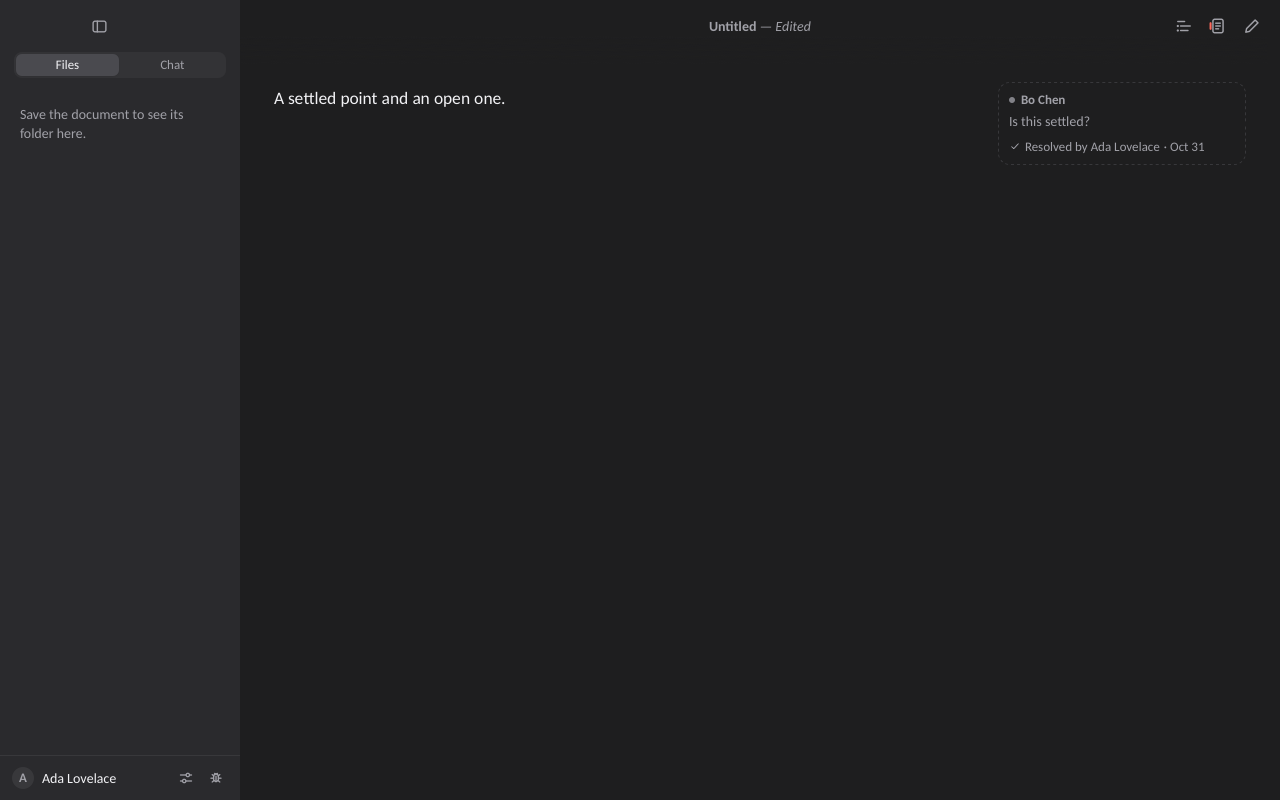 Untitled — Edited
Files
Chat
Save the document to see its
folder here.
A settled point and an open one.
Bo Chen
Is this settled?
Resolved by Ada Lovelace · Oct 31
A
Ada Lovelace